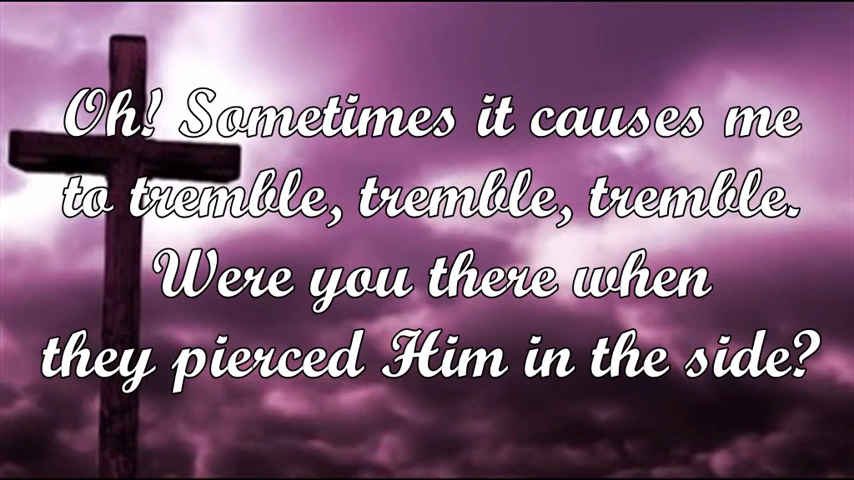 Oh! Sometimes it causes me
to tremble, tremble, tremble.
Were you there when
they pierced Him in the side?